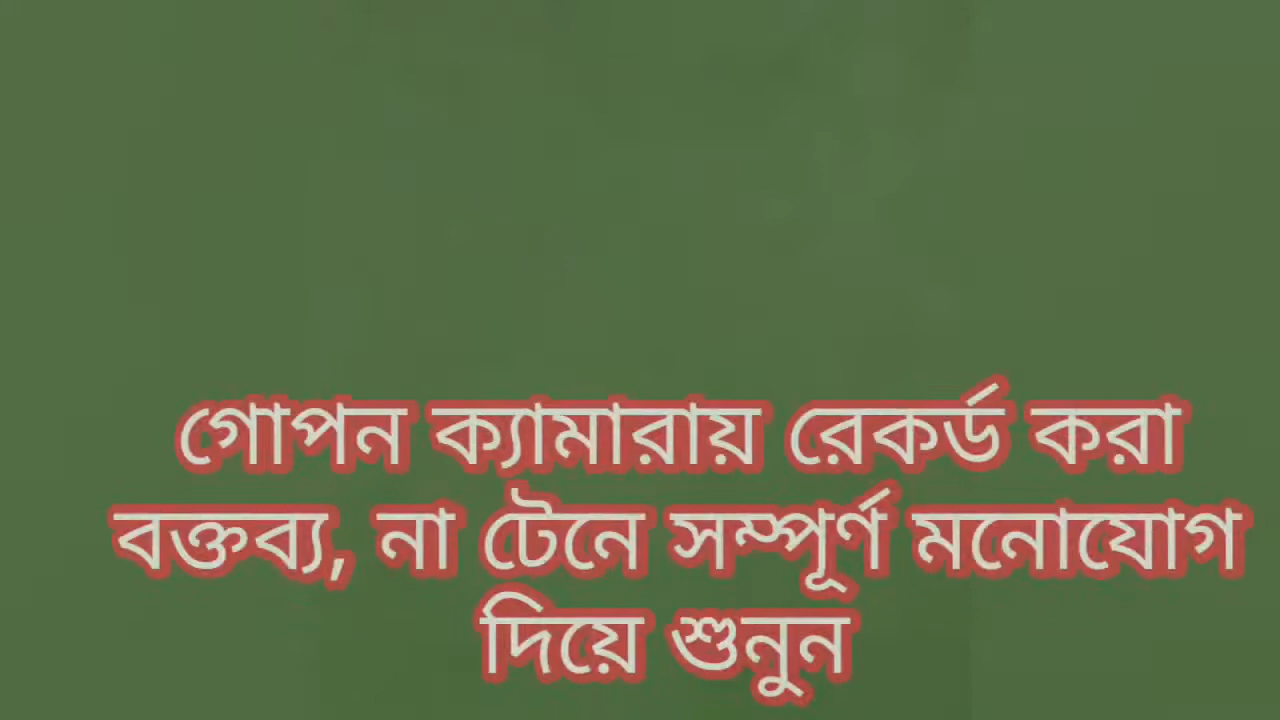 গোপন ক্যামারায় রেকর্ড করা
বক্তব্য, না টেনে সম্পূর্ণ মনোযোগ
দিয়ে শুনুন